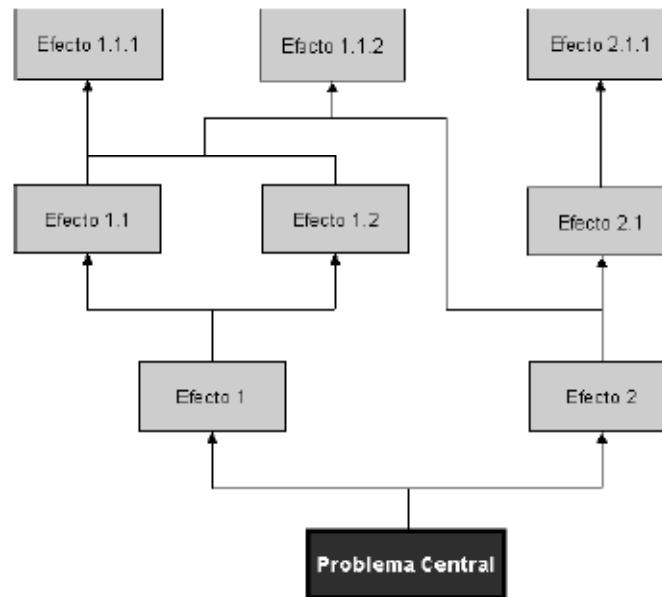 Efecto 1.1.1
Efecto 1.1.2
Efecto 2.1.1
Efecto 1.1
Efecto 1.2
Efecto 2.1
Efecto 1
Efecto 2
Problema Central